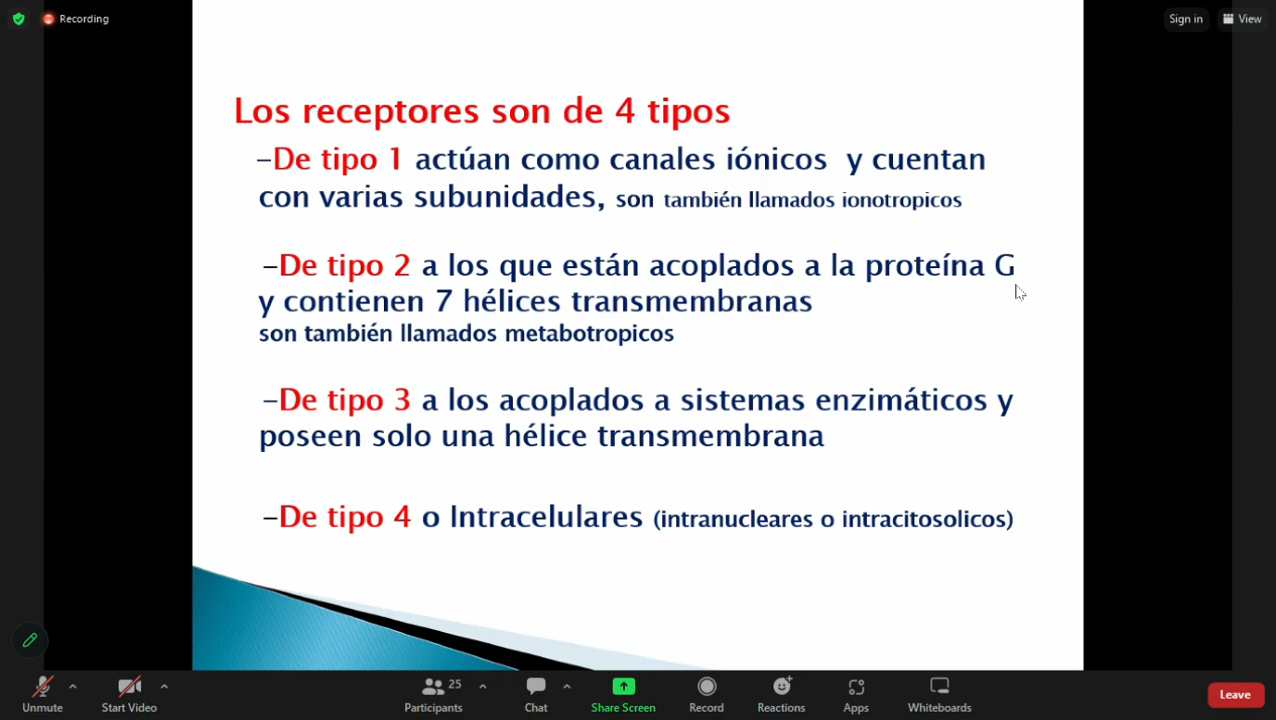 Recording
Sign in
View
Los receptores son de 4 tipos
–De tipo 1 actúan como canales iónicos y cuentan
con varias subunidades, son también llamados ionotropicos
–De tipo 2 a los que están acoplados a la proteína G
y contienen 7 hélices transmembranas
son también llamados metabotropicos
–De tipo 3 a los acoplados a sistemas enzimáticos y
poseen solo una hélice transmembrana
–De tipo 4 o Intracelulares (intranucleares o intracitosolicos)
Unmute
Start Video
25
Participants
Chat
Share Screen
Record
Reactions
Apps
Whiteboards
Leave